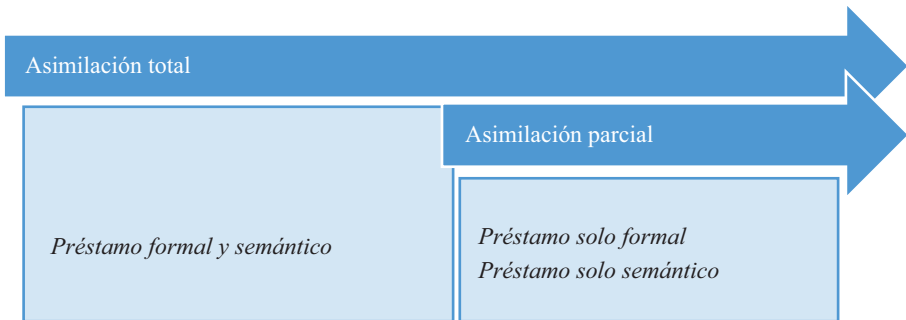 Asimilación total
Asimilación parcial
Préstamo formal y semántico
Préstamo solo formal
Préstamo solo semántico